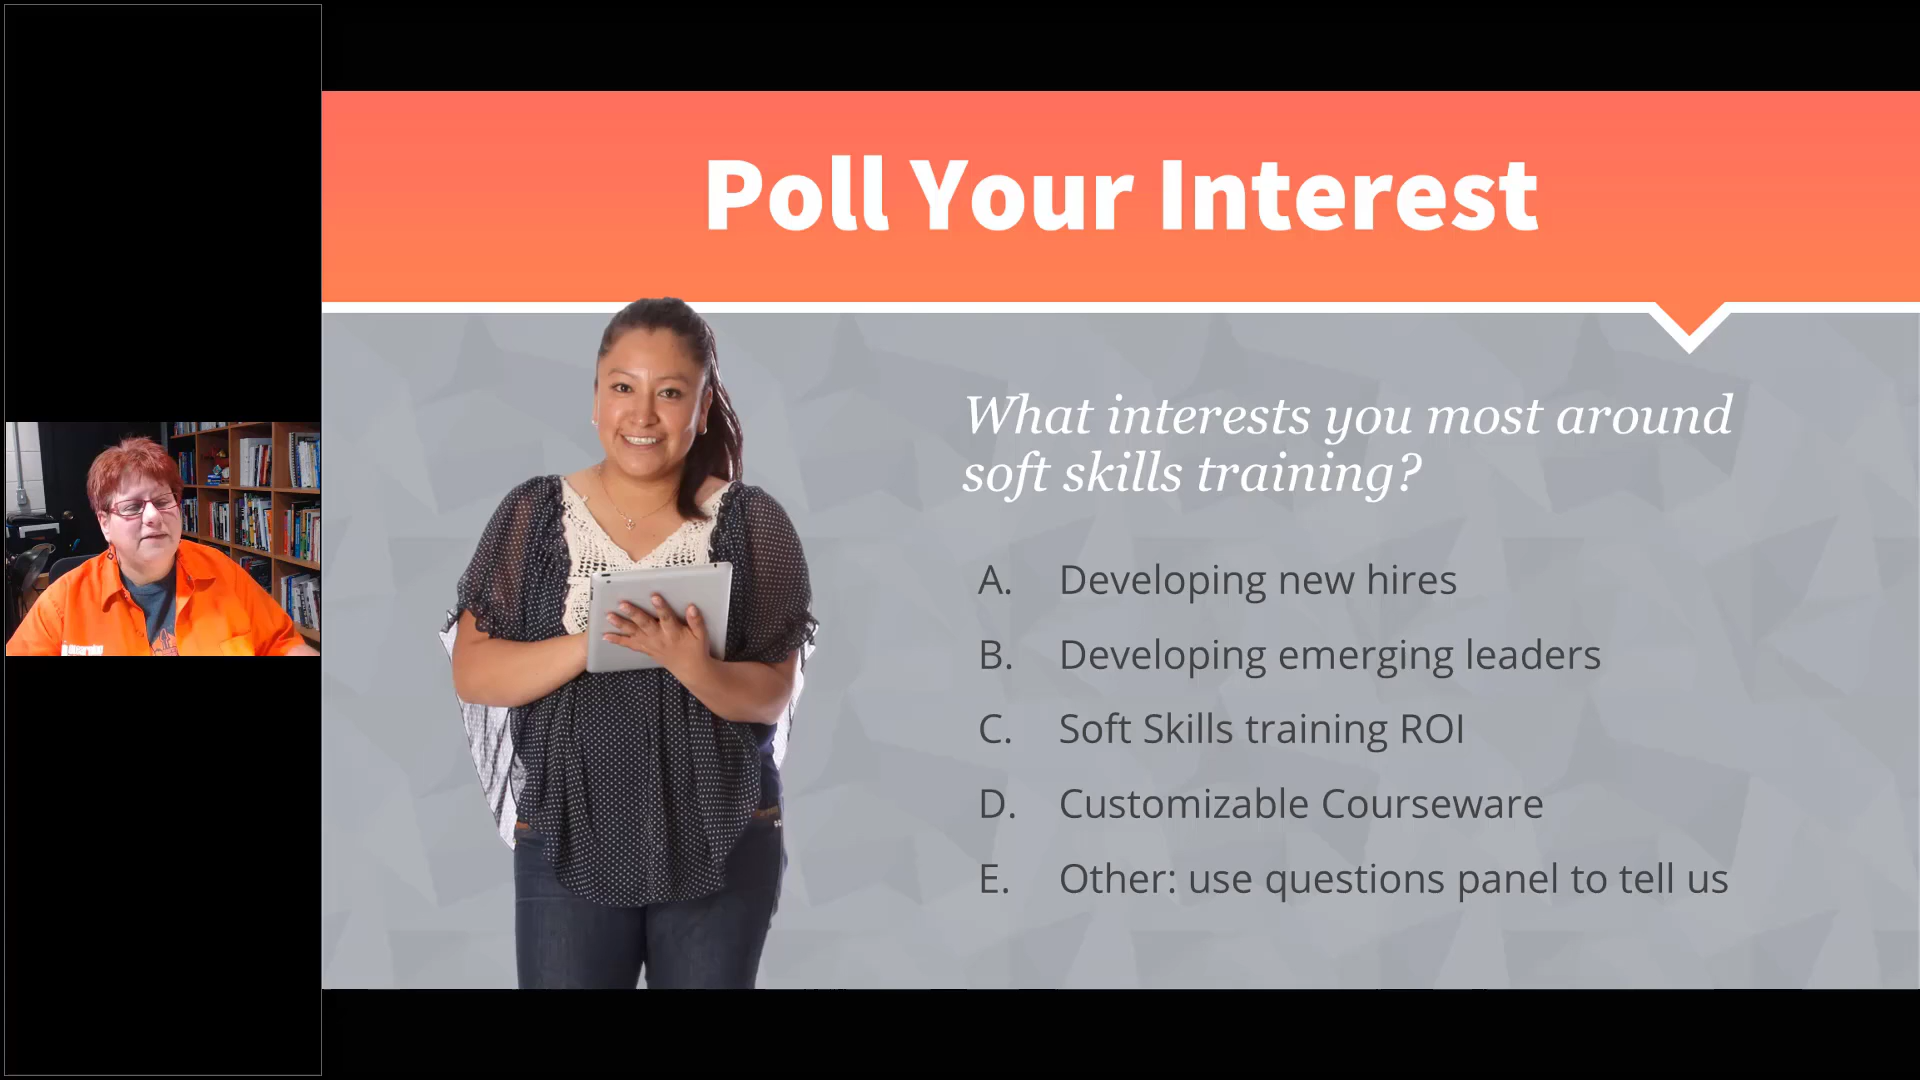 Poll Your Interest
What interests you most around
soft skills training?
A. Developing new hires
B. Developing emerging leaders
C. Soft Skills training ROI
D. Customizable Courseware
E. Other: use questions panel to tell us